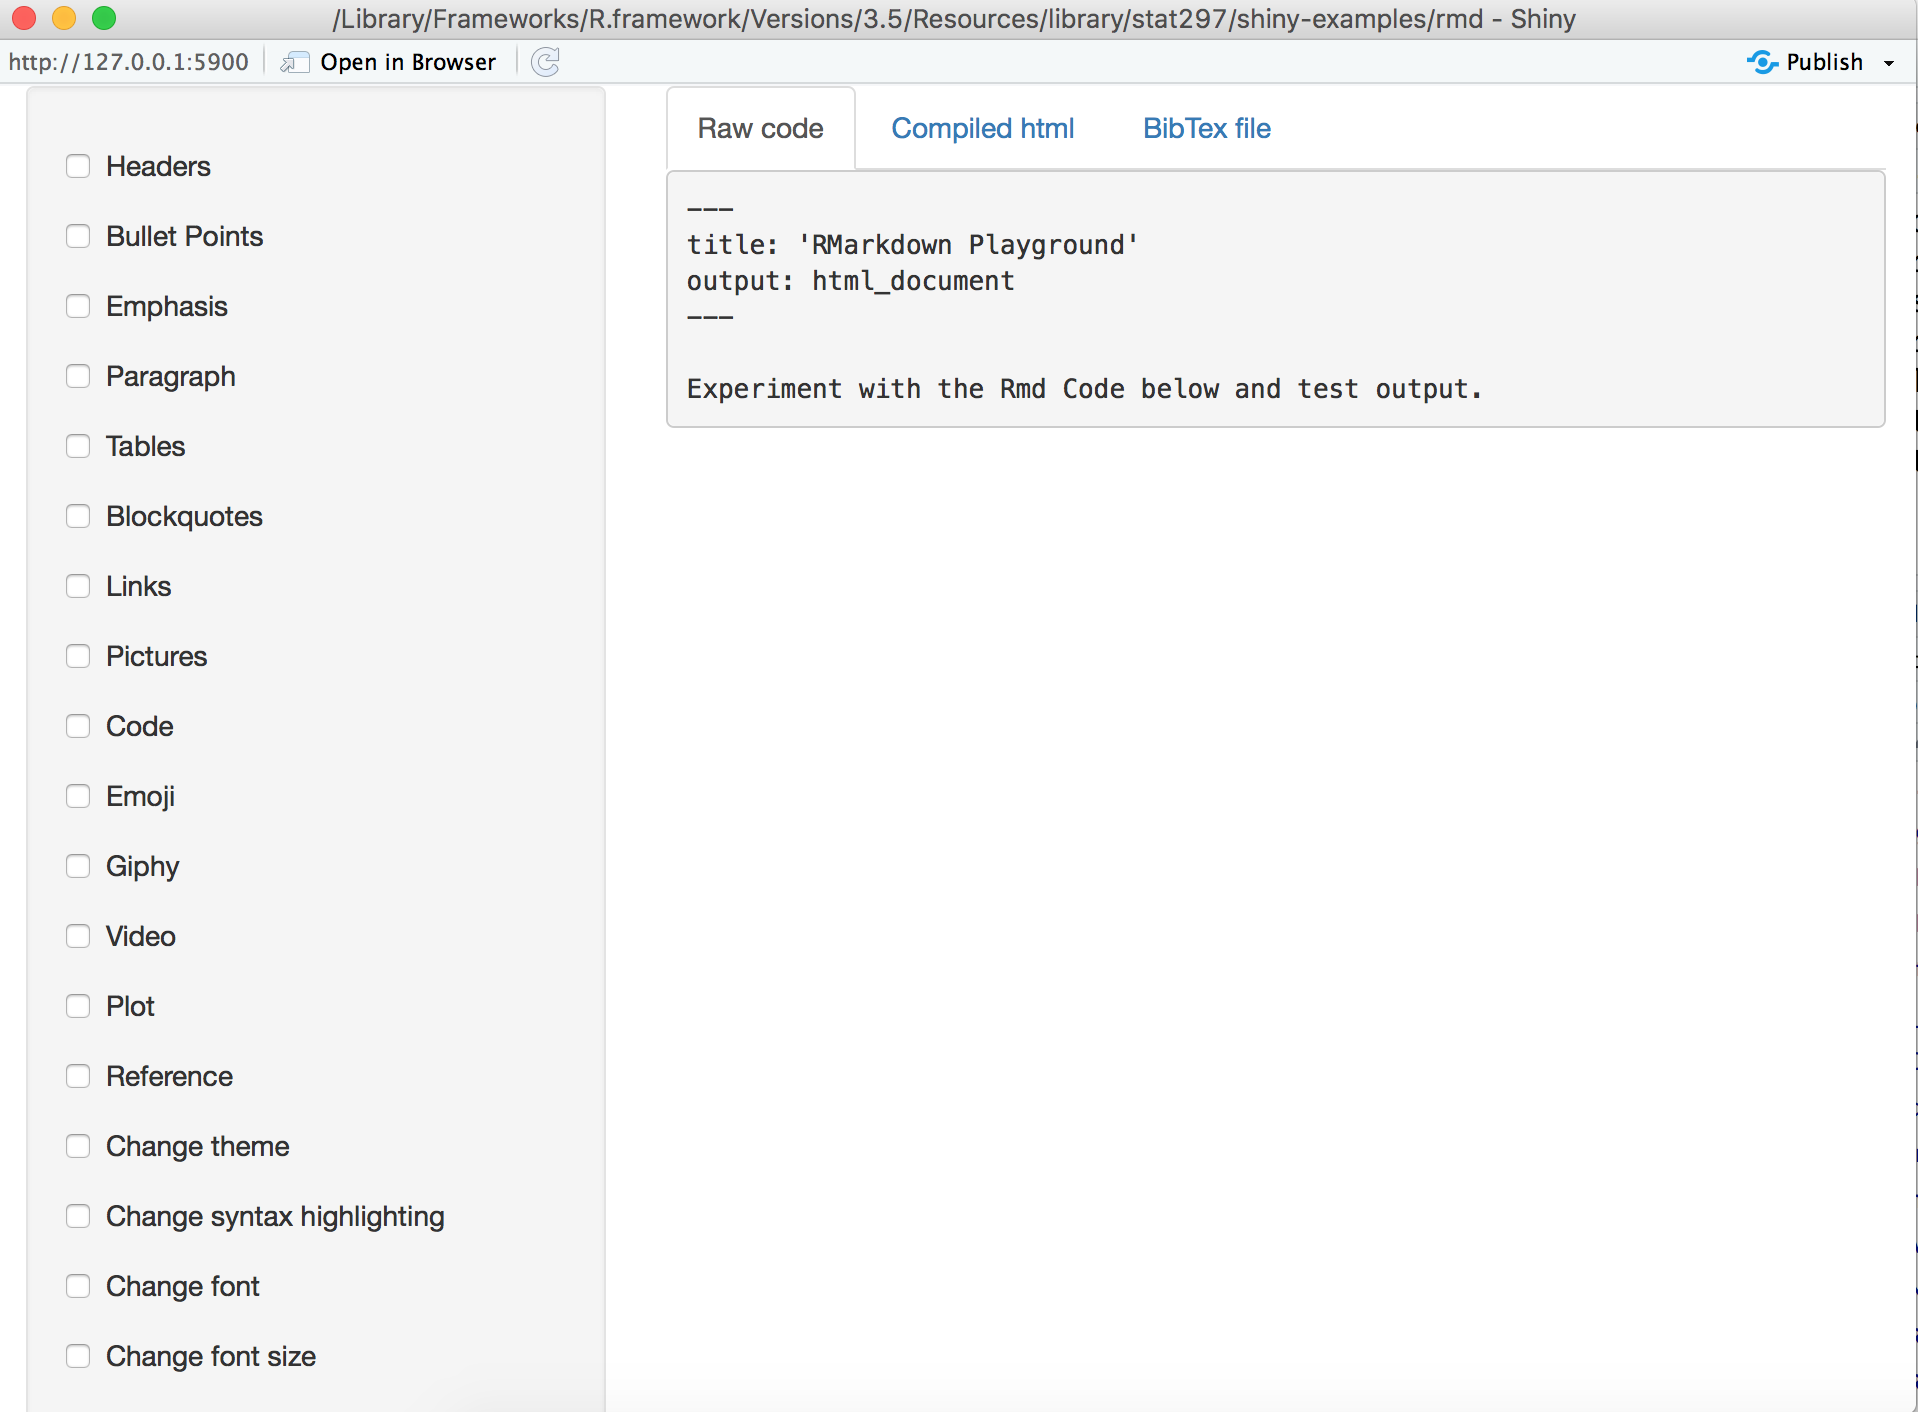 /Library/Frameworks/R.framework/Versions/3.5/Resources/library/stat297/shiny-examples/rmd - Shiny
http://127.0.0.1:5900 Open in Browser Publish
Headers
Bullet Points
Emphasis
Paragraph
Tables
Blockquotes
Links
Pictures
Code
Emoji
Giphy
Video
Plot
Reference
Change theme
Change syntax highlighting
Change font
Change font size
Raw code Compiled html BibTex file
---
title: 'RMarkdown Playground'
output: html_document
---
Experiment with the Rmd Code below and test output.